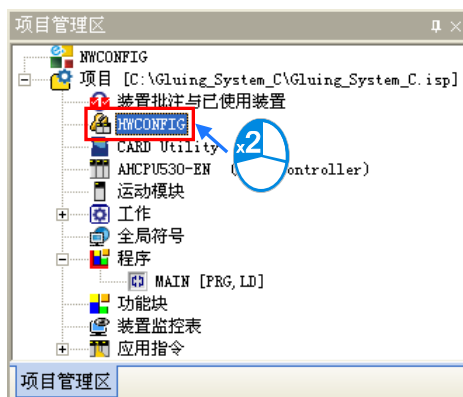 项目管理区
NWCONFIG
项目 [C:\Gluing_System_C\Gluing_System_C.isp]
装置批注与已使用装置
HWCONFIG
CARD Utility
x2
AHCPU530-EN ( ontroller)
运动模块
工作
全局符号
程序
MAIN [PRG,LD]
功能块
装置监控表
应用指令
项目管理区